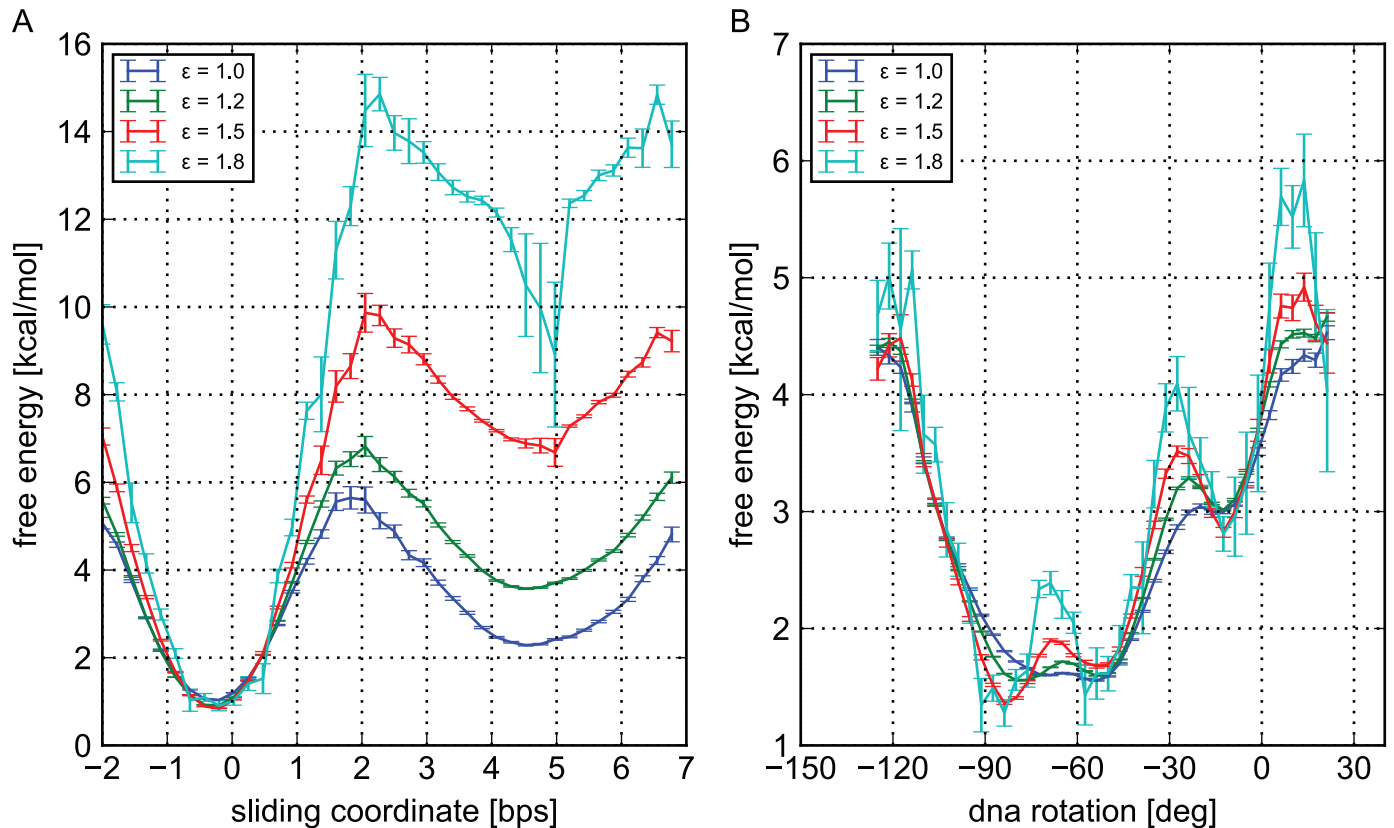 A
B
free energy [kcal/mol]
16
14
12
10
8
6
4
2
0
ε = 1.0
ε = 1.2
ε = 1.5
ε = 1.8
−2 −1 0 1 2 3 4 5 6 7
sliding coordinate [bps]
free energy [kcal/mol]
7
6
5
4
3
2
1
ε = 1.0
ε = 1.2
ε = 1.5
ε = 1.8
−150 −120 −90 −60 −30 0 30
dna rotation [deg]